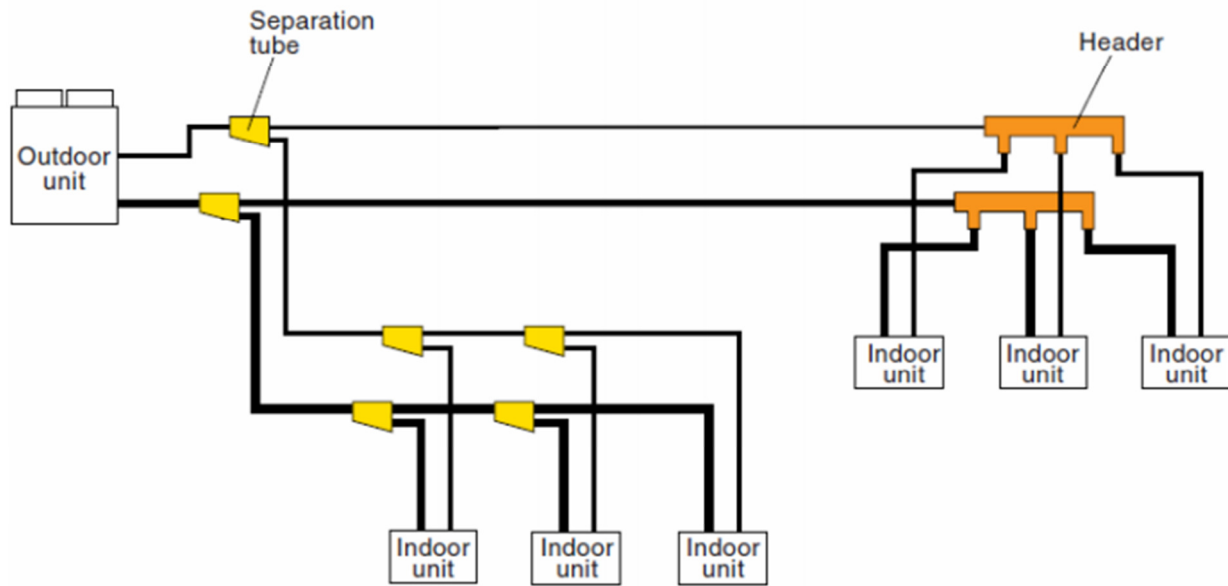 Separation
tube
Header
Outdoor
unit
Indoor
unit
Indoor
unit
Indoor
unit
Indoor
unit
Indoor
unit
Indoor
unit